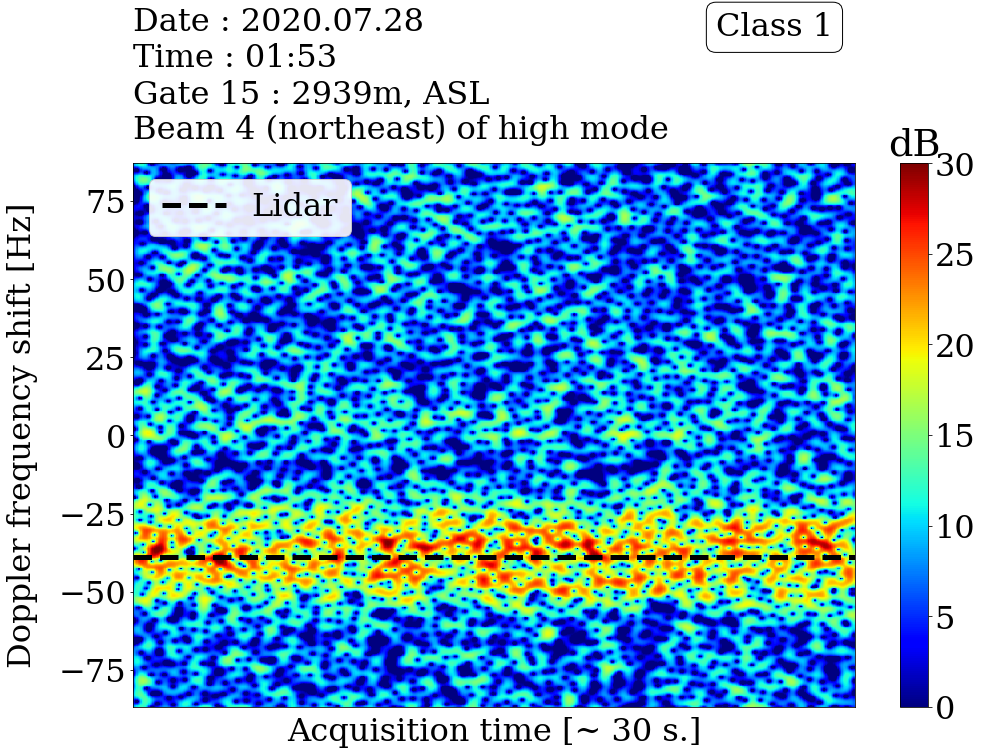 Date : 2020.07.28
Time : 01:53
Gate 15 : 2939m, ASL
Beam 4 (northeast) of high mode
Class 1
dB
Lidar
Doppler frequency shift [Hz]
75
50
25
0
−25
−50
−75
Acquisition time [~ 30 s.]
30
25
20
15
10
5
0